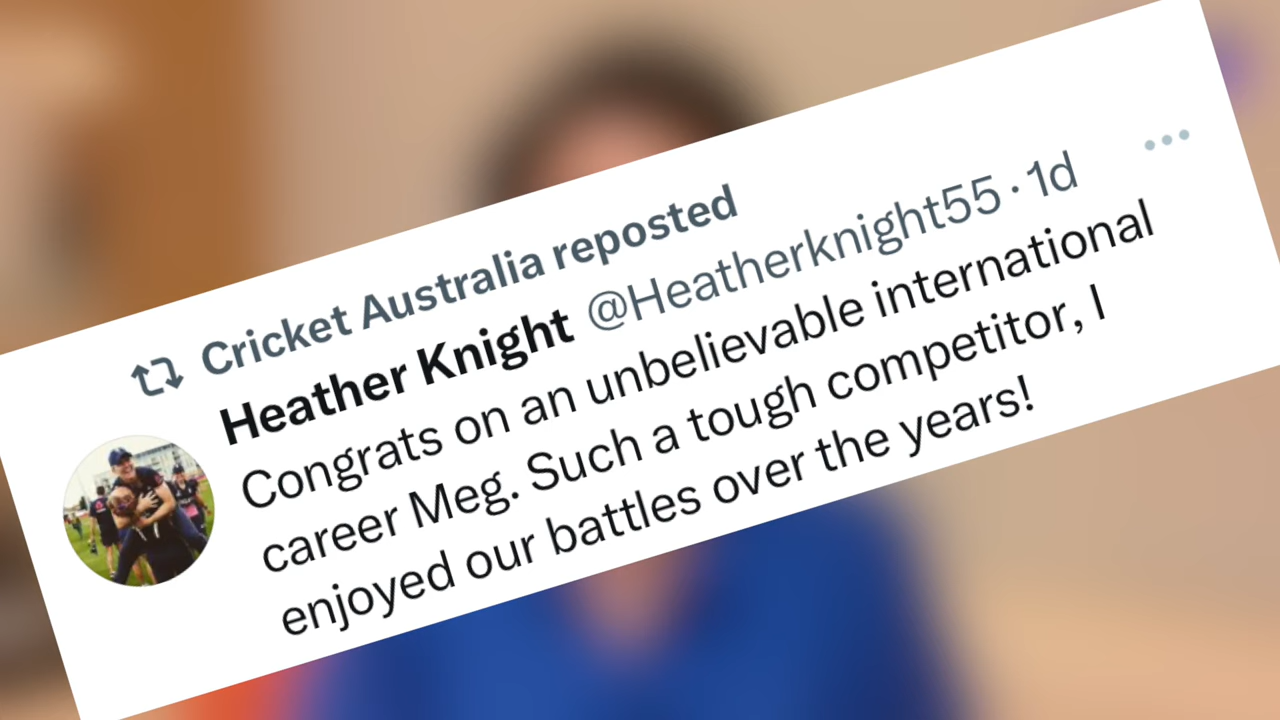 Cricket Australia reposted
Heather Knight @Heatherknight55 · 1d
Congrats on an unbelievable international
career Meg. Such a tough competitor, I
enjoyed our battles over the years!